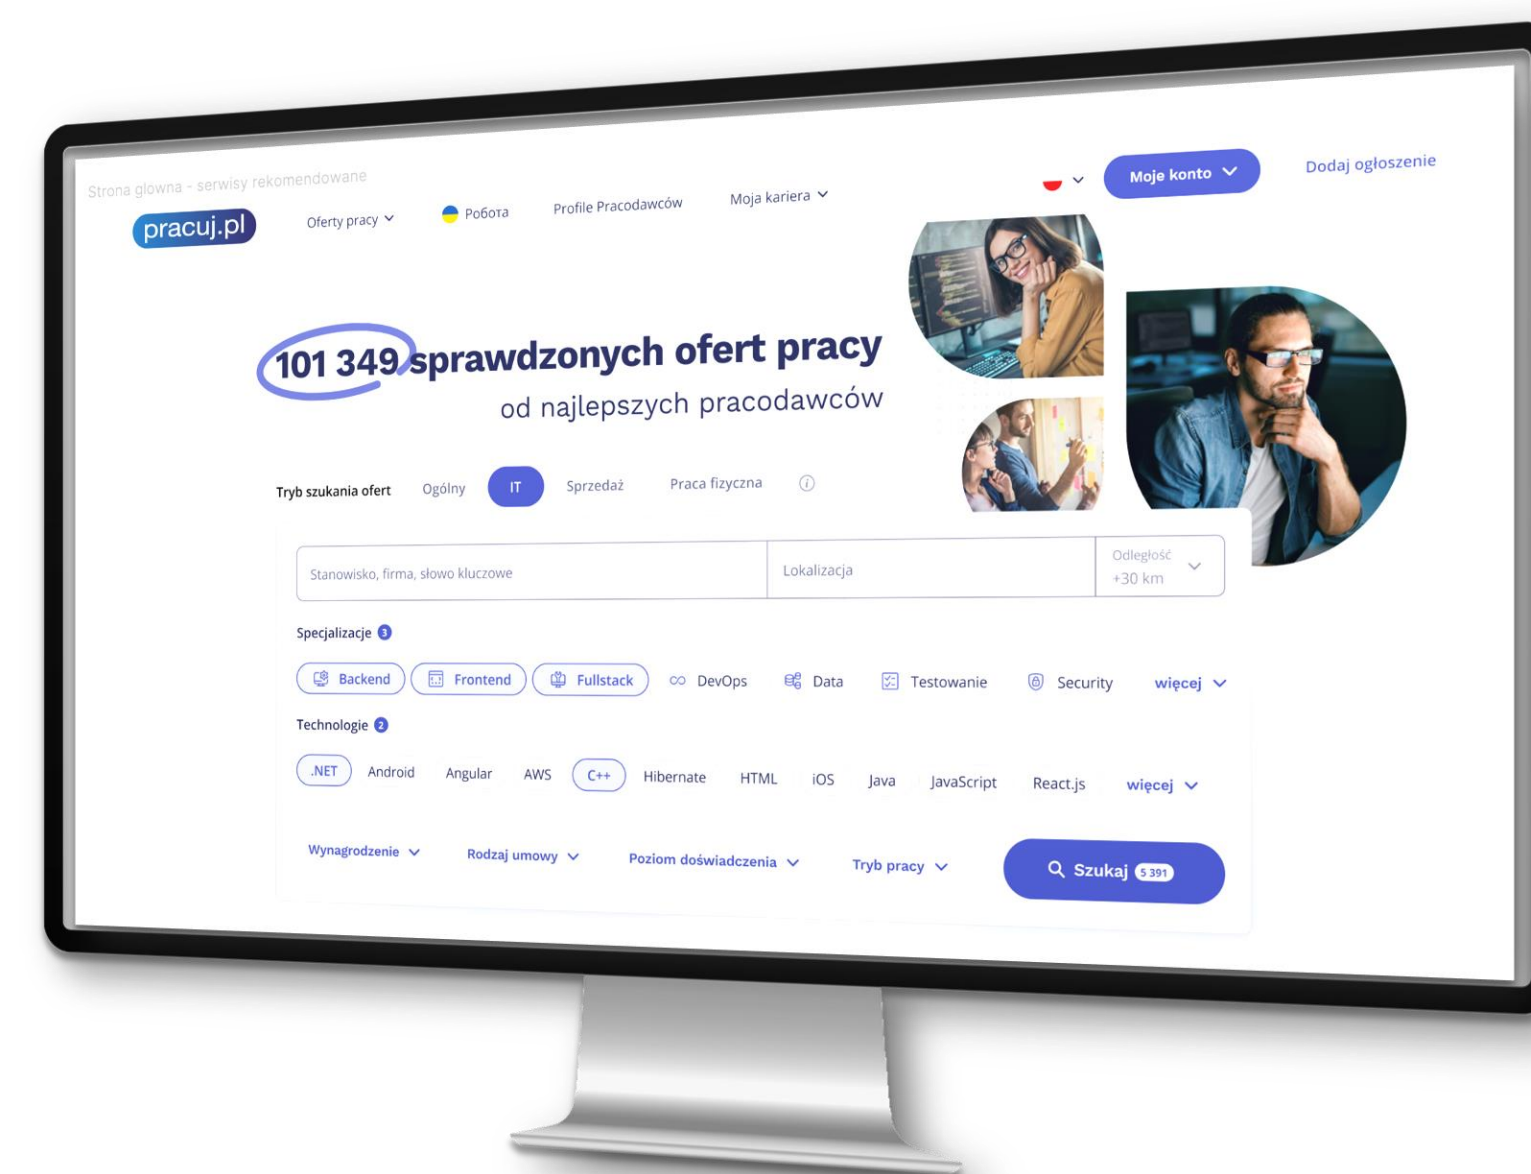 Strona glowna - serwisy rekomendowane
pracuj.pl Oferty pracy Робота Profile Pracodawców Moja kariera Moje konto Dodaj ogłoszenie
101 349 sprawdzonych ofert pracy
od najlepszych pracodawców
Tryb szukania ofert Ogólny IT Sprzedaż Praca fizyczna i
Stanowisko, firma, słowo kluczowe Lokalizacja Odległość
+30 km
Specjalizacje 3
Backend Frontend Fullstack DevOps Data Testowanie Security więcej
Technologie 2
.NET Android Angular AWS C++ Hibernate HTML iOS Java JavaScript React.js więcej
Wynagrodzenie Rodzaj umowy Poziom doświadczenia Tryb pracy Szukaj 5 391